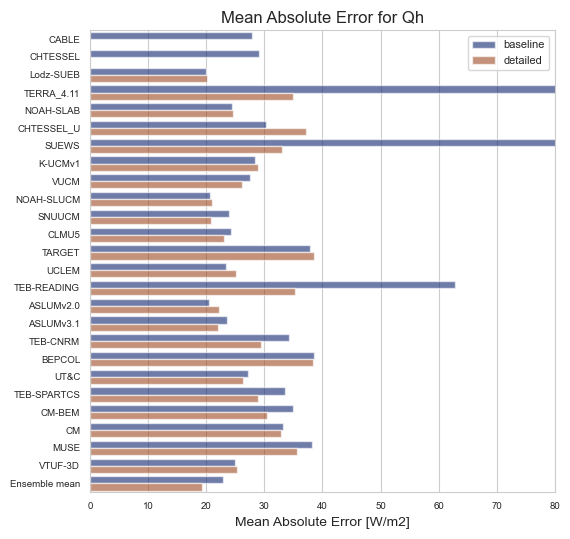 Mean Absolute Error for Qh
baseline
detailed
CABLE
CHTESSEL
Lodz-SUEB
TERRA_4.11
NOAH-SLAB
CHTESSEL_U
SUEWS
K-UCMv1
VUCM
NOAH-SLUCM
SNUUCM
CLMU5
TARGET
UCLEM
TEB-READING
ASLUMv2.0
ASLUMv3.1
TEB-CNRM
BEPCOL
UT&C
TEB-SPARTCS
CM-BEM
CM
MUSE
VTUF-3D
Ensemble mean
0 10 20 30 40 50 60 70 80
Mean Absolute Error [W/m2]